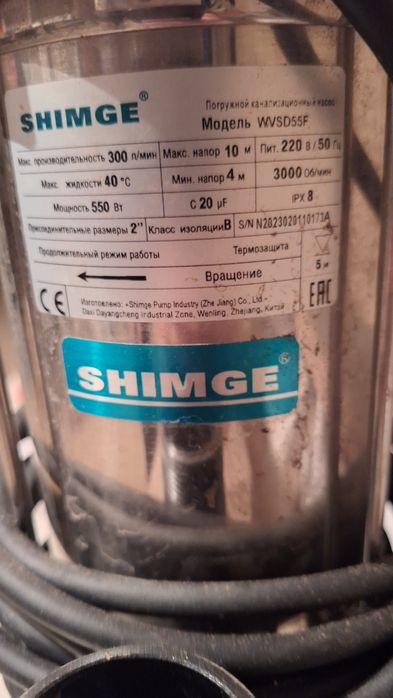 SHIMGE®
Погружной канализационный насос
Модель WVSD55F
Макс. производительность 300 л/мин Макс. напор 10 м Пит. 220 В / 50 Гц
Макс. жидкости 40 °C Мин. напор 4 м 3000 Об/мин
Мощность 550 Вт C 20 μF IPX 8
Присоединительные размеры 2" Класс изоляции B S/N N2023020110173A
Продолжительный режим работы Термозащита
5 м
Вращение
CE Изготовлено: «Shimge Pump Industry (Zhe Jiang) Co., Ltd.- EAC
Daxi Dayangcheng Industrial Zone, Wenling, Zhejiang, Китай
SHIMGE®